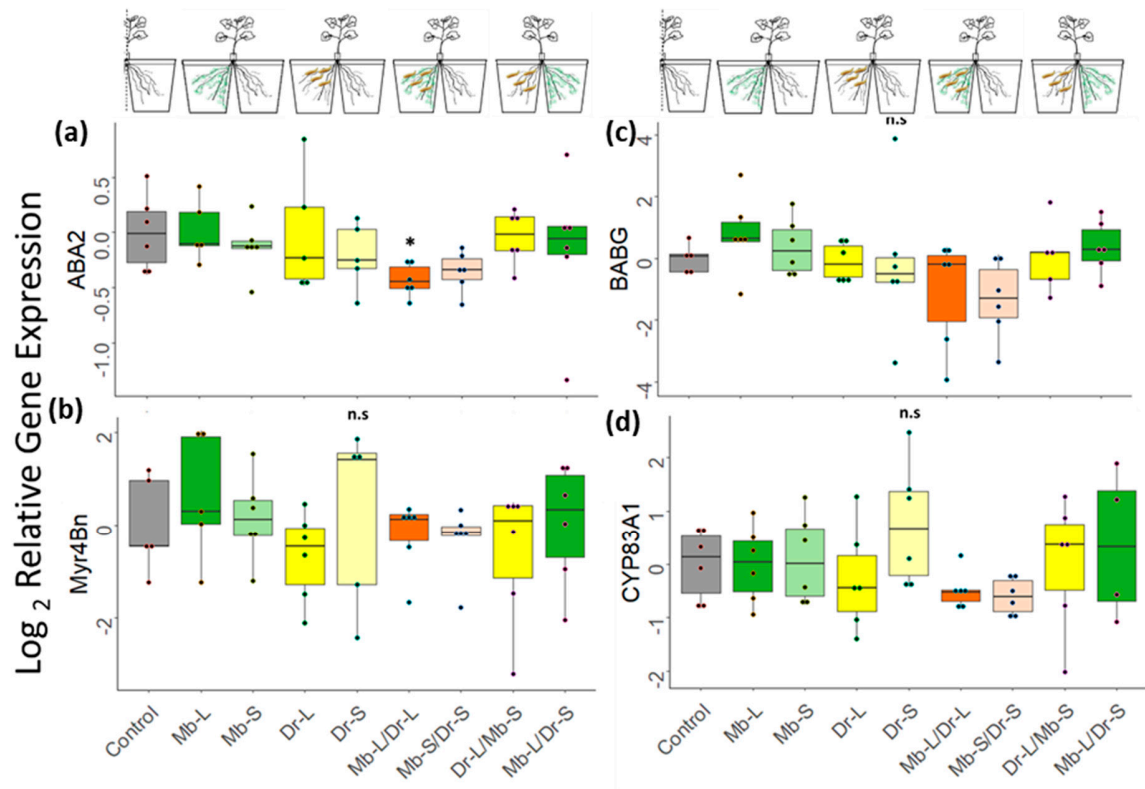 (a)
ABA2
0.5
0.0
-0.5
-1.0
(c)
n.s
BABG
4
2
0
-2
-4
(b)
n.s
Myr4Bn
2
0
-2
(d)
n.s
CYP83A1
2
1
0
-1
-2
*
Log 2 Relative Gene Expression
Control
Mb-L
Mb-S
Dr-L
Dr-S
Mb-L/Dr-L
Mb-S/Dr-S
Dr-L/Mb-S
Mb-L/Dr-S
Control
Mb-L
Mb-S
Dr-L
Dr-S
Mb-L/Dr-L
Mb-S/Dr-S
Dr-L/Mb-S
Mb-L/Dr-S